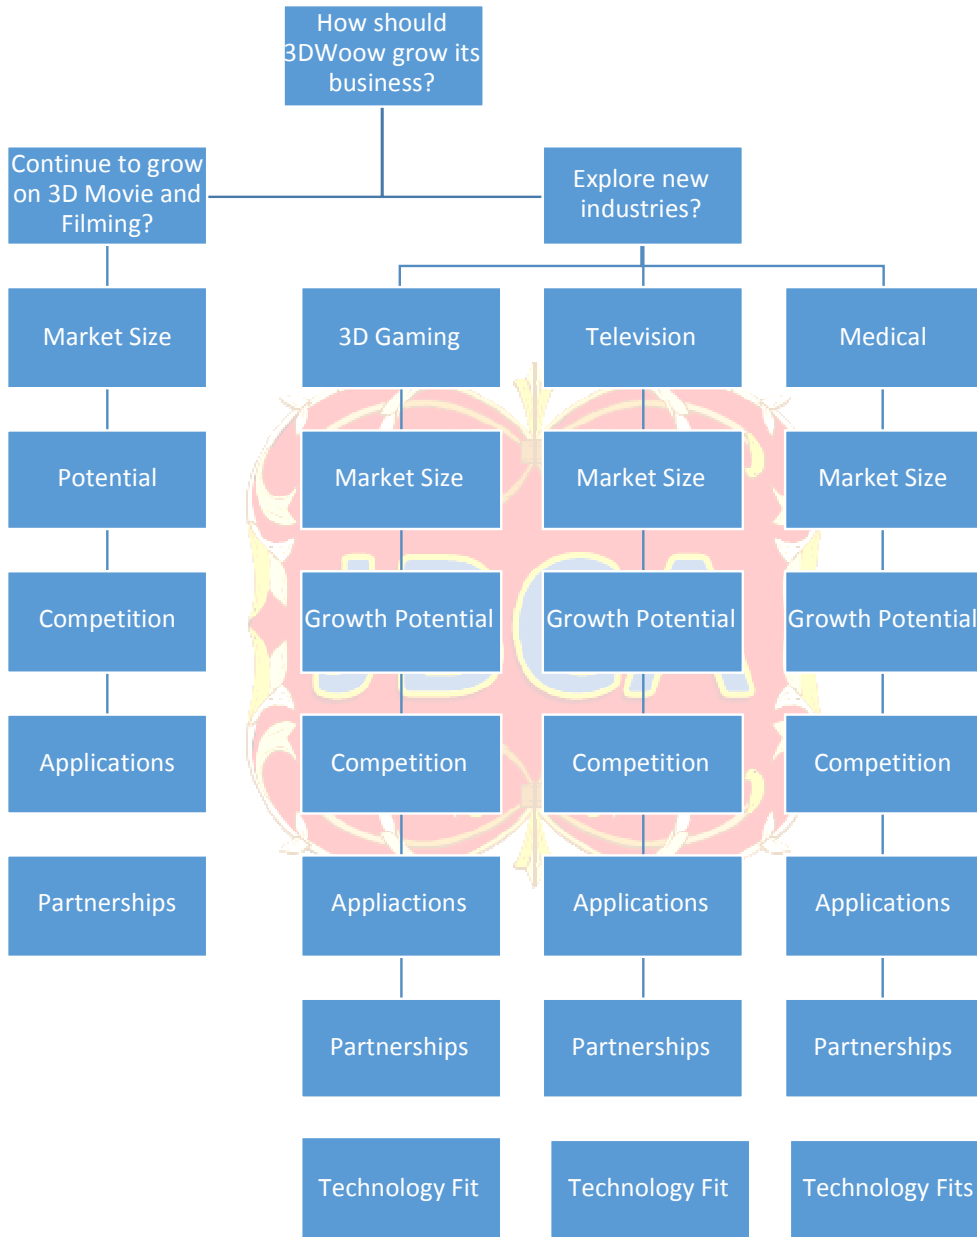 How should
3DWoow grow its
business?
Continue to grow
on 3D Movie and
Filming?
Explore new
industries?
Market Size
3D Gaming
Television
Medical
Potential
Market Size
Market Size
Market Size
Competition
Growth Potential
Growth Potential
Growth Potential
Applications
Competition
Competition
Competition
Partnerships
Appliactions
Applications
Applications
Partnerships
Partnerships
Partnerships
Technology Fit
Technology Fit
Technology Fits